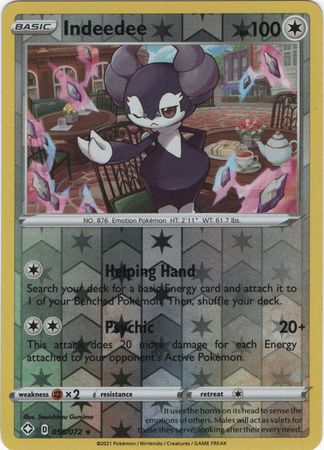 BASIC
Indeedee
HP 100
NO. 876 Emotion Pokémon HT: 2'11" WT: 61.7 lbs.
Helping Hand
Search your deck for a basic Energy card and attach it
to 1 of your Benched Pokémon. Then, shuffle your deck.
Psychic 20+
This attack does 20 more damage for each Energy
attached to your opponent's Active Pokémon.
weakness ×2 resistance retreat
Illus. Souichirou Gunjima
It uses the horns on its head to sense the
emotions of others. Males will act as valets for
those they serve, looking after their every need.
D 056/072 ★
©2021 Pokémon / Nintendo / Creatures / GAME FREAK